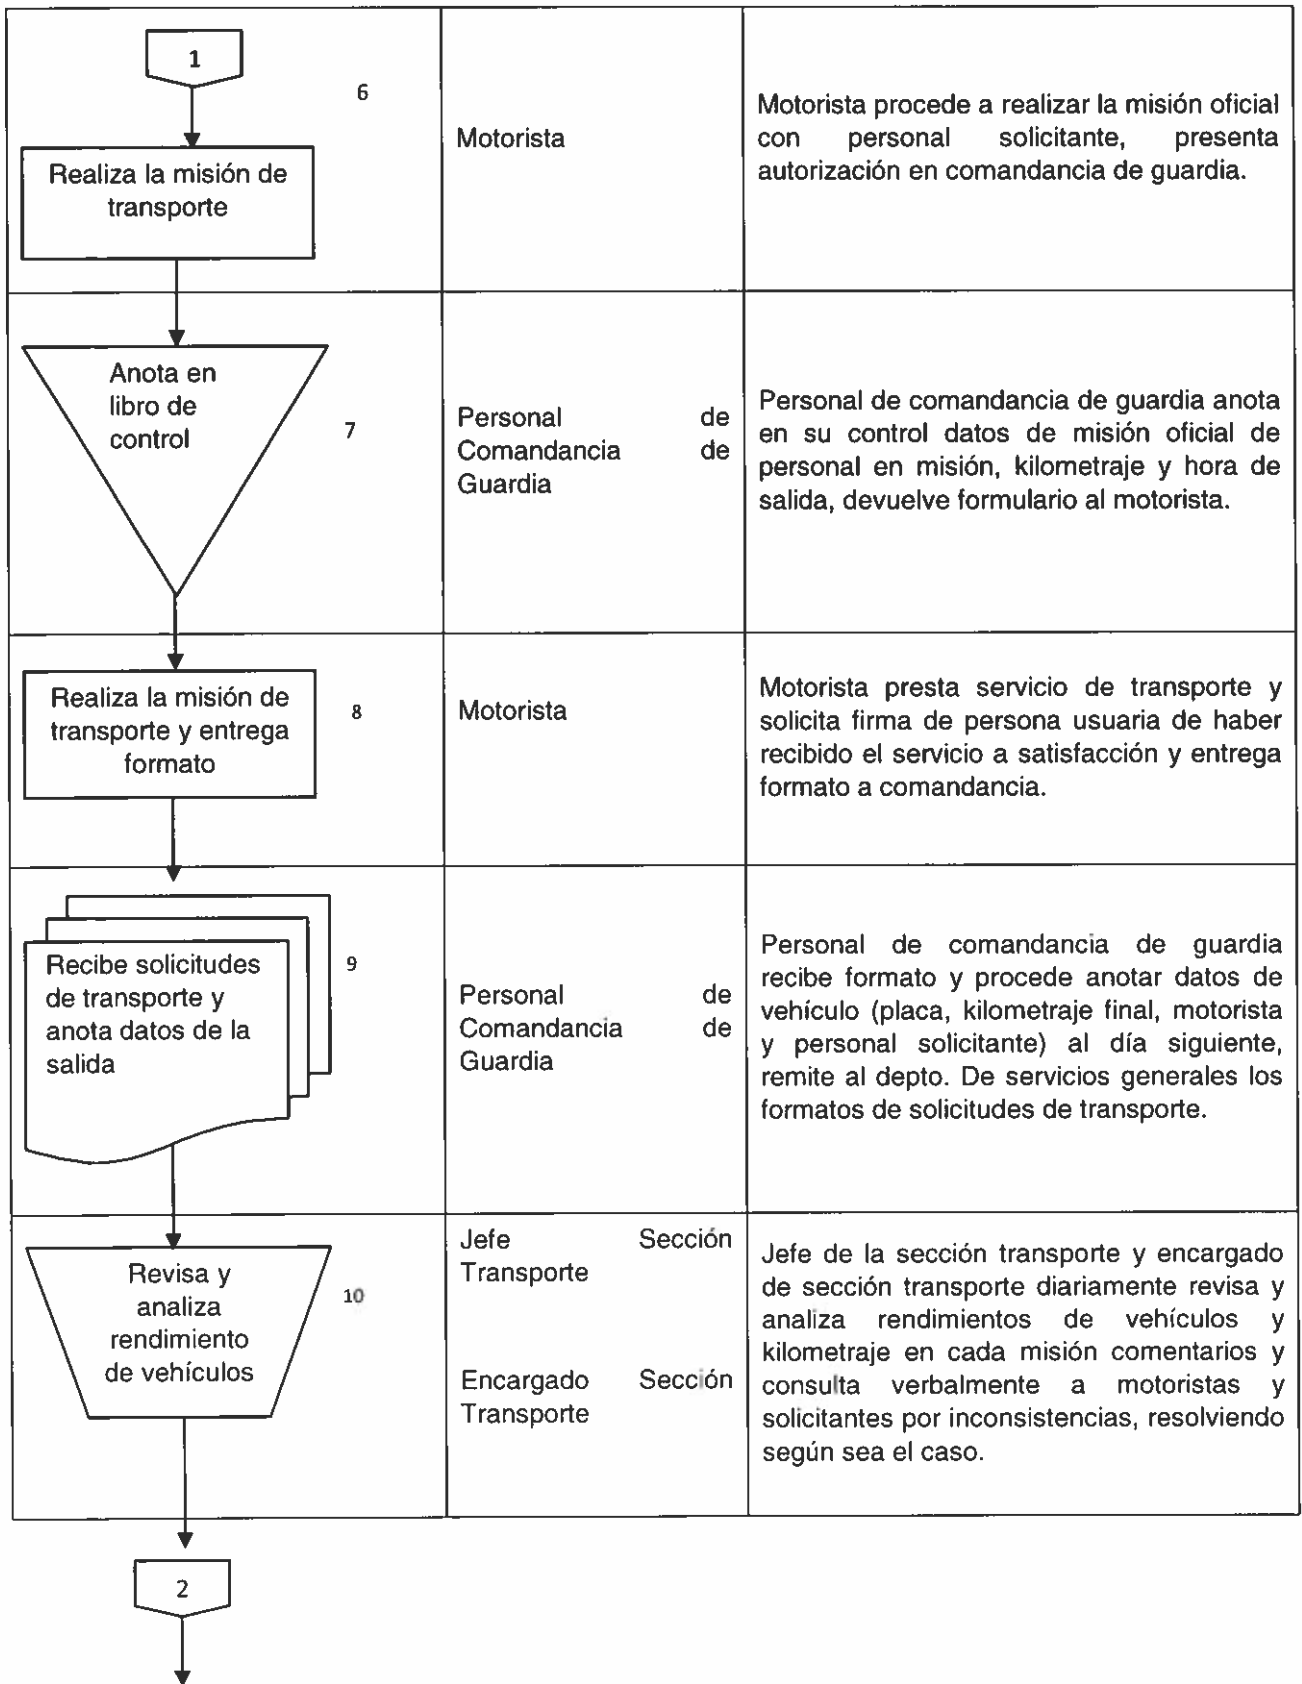 1
6
Realiza la misión de
transporte
Motorista
Motorista procede a realizar la misión oficial
con personal solicitante, presenta
autorización en comandancia de guardia.
Anota en
libro de
control
7
Personal de
Comandancia de
Guardia
Personal de comandancia de guardia anota
en su control datos de misión oficial de
personal en misión, kilometraje y hora de
salida, devuelve formulario al motorista.
Realiza la misión de
transporte y entrega
formato
8
Motorista
Motorista presta servicio de transporte y
solicita firma de persona usuaria de haber
recibido el servicio a satisfacción y entrega
formato a comandancia.
Recibe solicitudes
de transporte y
anota datos de la
salida
9
Personal de
Comandancia de
Guardia
Personal de comandancia de guardia
recibe formato y procede anotar datos de
vehículo (placa, kilometraje final, motorista
y personal solicitante) al día siguiente,
remite al depto. De servicios generales los
formatos de solicitudes de transporte.
Revisa y
analiza
rendimiento
de vehículos
10
Jefe Sección
Transporte
Encargado Sección
Transporte
Jefe de la sección transporte y encargado
de sección transporte diariamente revisa y
analiza rendimientos de vehículos y
kilometraje en cada misión comentarios y
consulta verbalmente a motoristas y
solicitantes por inconsistencias, resolviendo
según sea el caso.
2